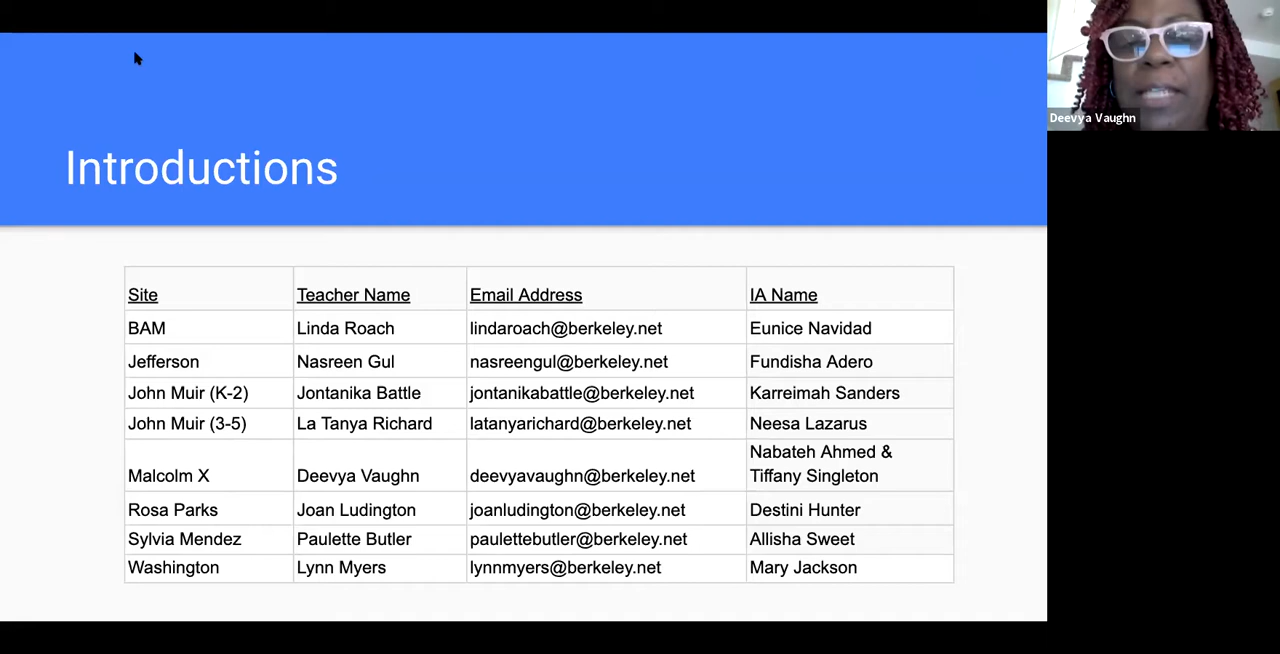 Introductions
Deevya Vaughn
Site Teacher Name Email Address IA Name
BAM Linda Roach lindaroach@berkeley.net Eunice Navidad
Jefferson Nasreen Gul nasreengul@berkeley.net Fundisha Adero
John Muir (K-2) Jontanika Battle jontanikabattle@berkeley.net Karreimah Sanders
John Muir (3-5) La Tanya Richard latanyarichard@berkeley.net Neesa Lazarus
Malcolm X Deevya Vaughn deevyavaughn@berkeley.net Nabateh Ahmed &
Tiffany Singleton
Rosa Parks Joan Ludington joanludington@berkeley.net Destini Hunter
Sylvia Mendez Paulette Butler paulettebutler@berkeley.net Allisha Sweet
Washington Lynn Myers lynnmyers@berkeley.net Mary Jackson